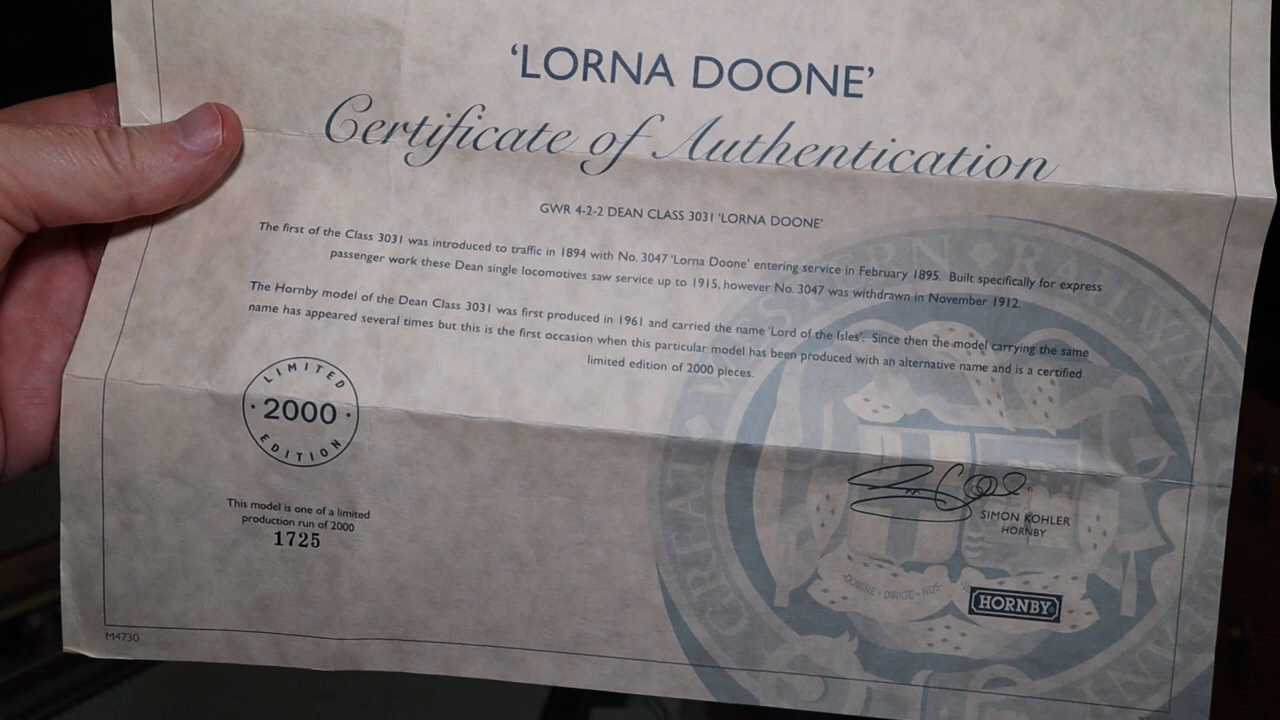 'LORNA DOONE'
Certificate of Authentication
GWR 4-2-2 DEAN CLASS 3031 'LORNA DOONE'
The first of the Class 3031 was introduced to traffic in 1894 with No. 3047 'Lorna Doone' entering service in February 1895. Built specifically for express
passenger work these Dean single locomotives saw service up to 1915, however No. 3047 was withdrawn in November 1912.
The Hornby model of the Dean Class 3031 was first produced in 1961 and carried the name 'Lord of the Isles'. Since then the model carrying the same
name has appeared several times but this is the first occasion when this particular model has been produced with an alternative name and is a certified
limited edition of 2000 pieces.
LIMITED
· 2000 ·
EDITION
This model is one of a limited
production run of 2000
1725
SIMON KOHLER
HORNBY
GREAT WESTERN RAILWAY
·DOMINE · DIRIGE · NOS·
HORNBY
M4730